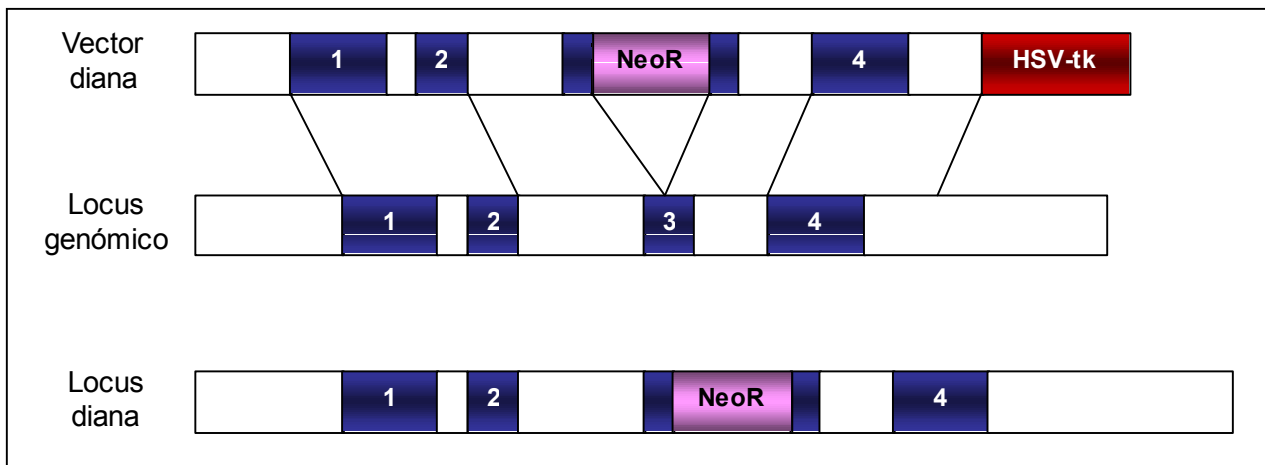 Vector
diana
1 2 NeoR 4 HSV-tk
Locus
genómico
1 2 3 4
Locus
diana
1 2 NeoR 4